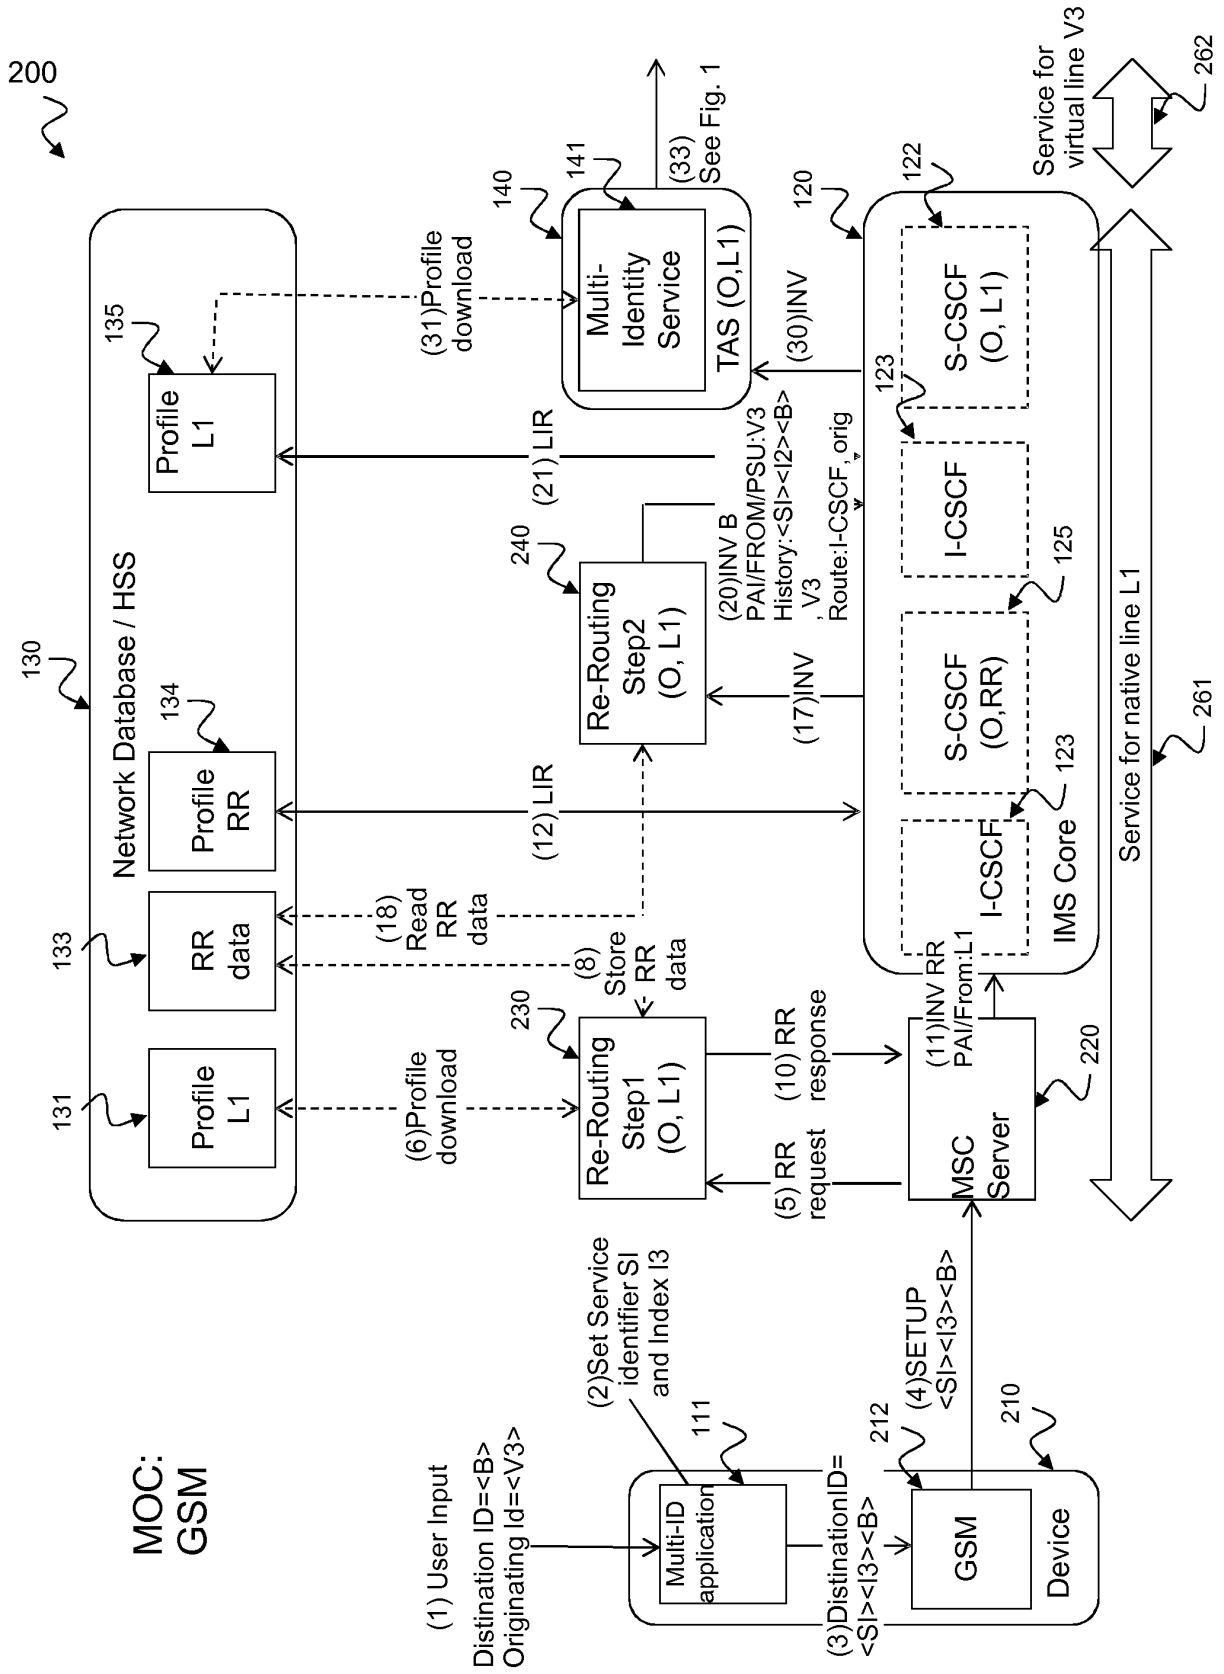 200
MOC:
GSM
130
Network Database / HSS
131
Profile
L1
133
RR
data
134
Profile
RR
135
Profile
L1
(6)Profile
download
(8)
Store
RR
data
(18)
Read
RR
data
(12) LIR
(21) LIR
(31)Profile
download
230
Re-Routing
Step1
(O, L1)
240
Re-Routing
Step2
(O, L1)
140
141
Multi-
Identity
Service
TAS (O,L1)
(33)
See Fig. 1
(1) User Input
Distination ID=<B>
Originating Id=<V3>
(2)Set Service
identifier SI
and Index I3
111
Multi-ID
application
(3)DistinationID=
<SI><I3><B>
212
GSM
210
Device
(4)SETUP
<SI><I3><B>
(5) RR
request
(10) RR
response
MSC
Server
220
(11)INV RR
PAI/From:L1
(17)INV
(20)INV B
PAI/FROM/PSU:V3
History:<SI><I2><B>
, V3
Route:I-CSCF, orig
(30)INV
120
I-CSCF
123
S-CSCF
(O,RR)
125
I-CSCF
123
S-CSCF
(O, L1)
122
IMS Core
Service for native line L1
261
Service for
virtual line V3
262